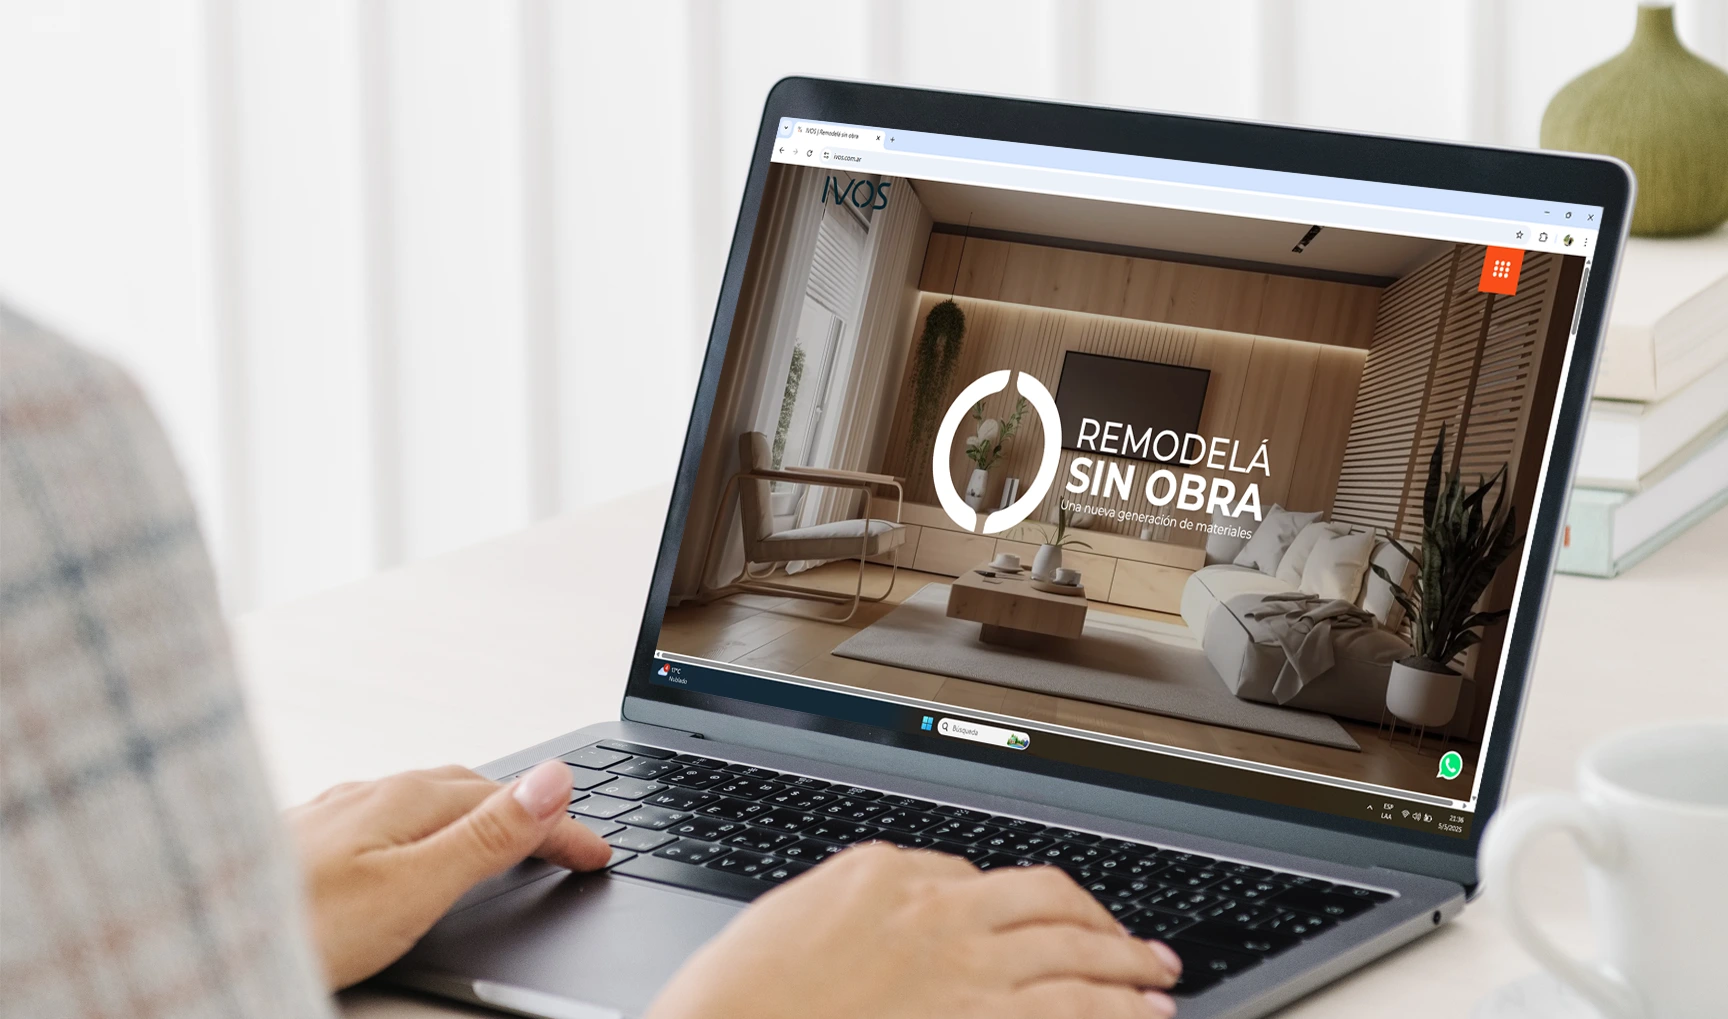 IVOS | Remodelá sin obra
ivos.com.ar
IVOS
REMODELÁ
SIN OBRA
Una nueva generación de materiales
4
17°C
Nublado
Búsqueda
ESP
LAA
21:36
5/5/2025